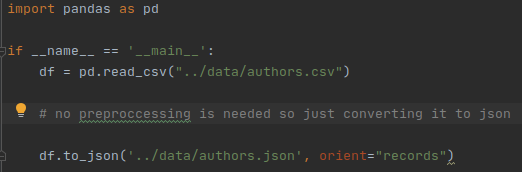 import pandas as pd
if __name__ == '__main__':
df = pd.read_csv("../data/authors.csv")
# no preproccessing is needed so just converting it to json
df.to_json('../data/authors.json', orient="records")